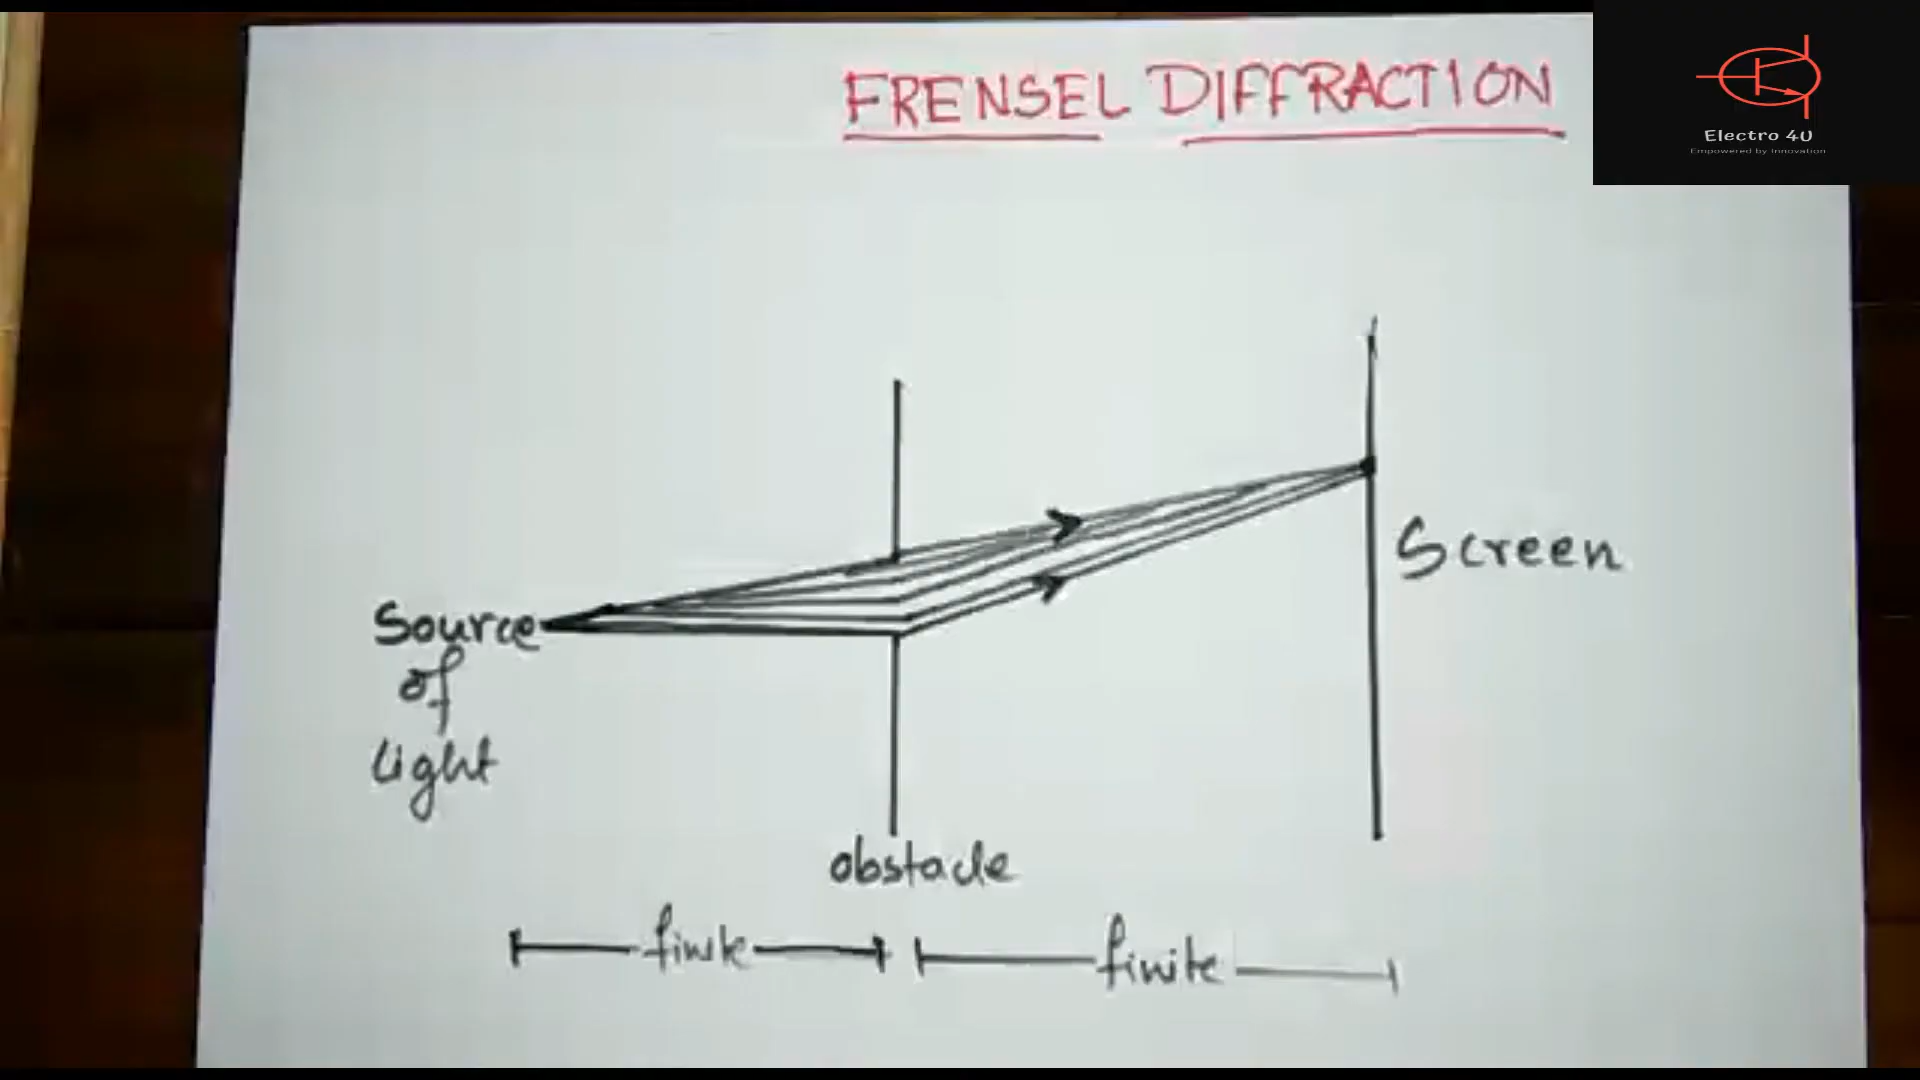 FRENSEL DIFFRACTION
Electro 4U
Empowered by Innovation
Screen
Source
of
Light
obstacle
finite
finite